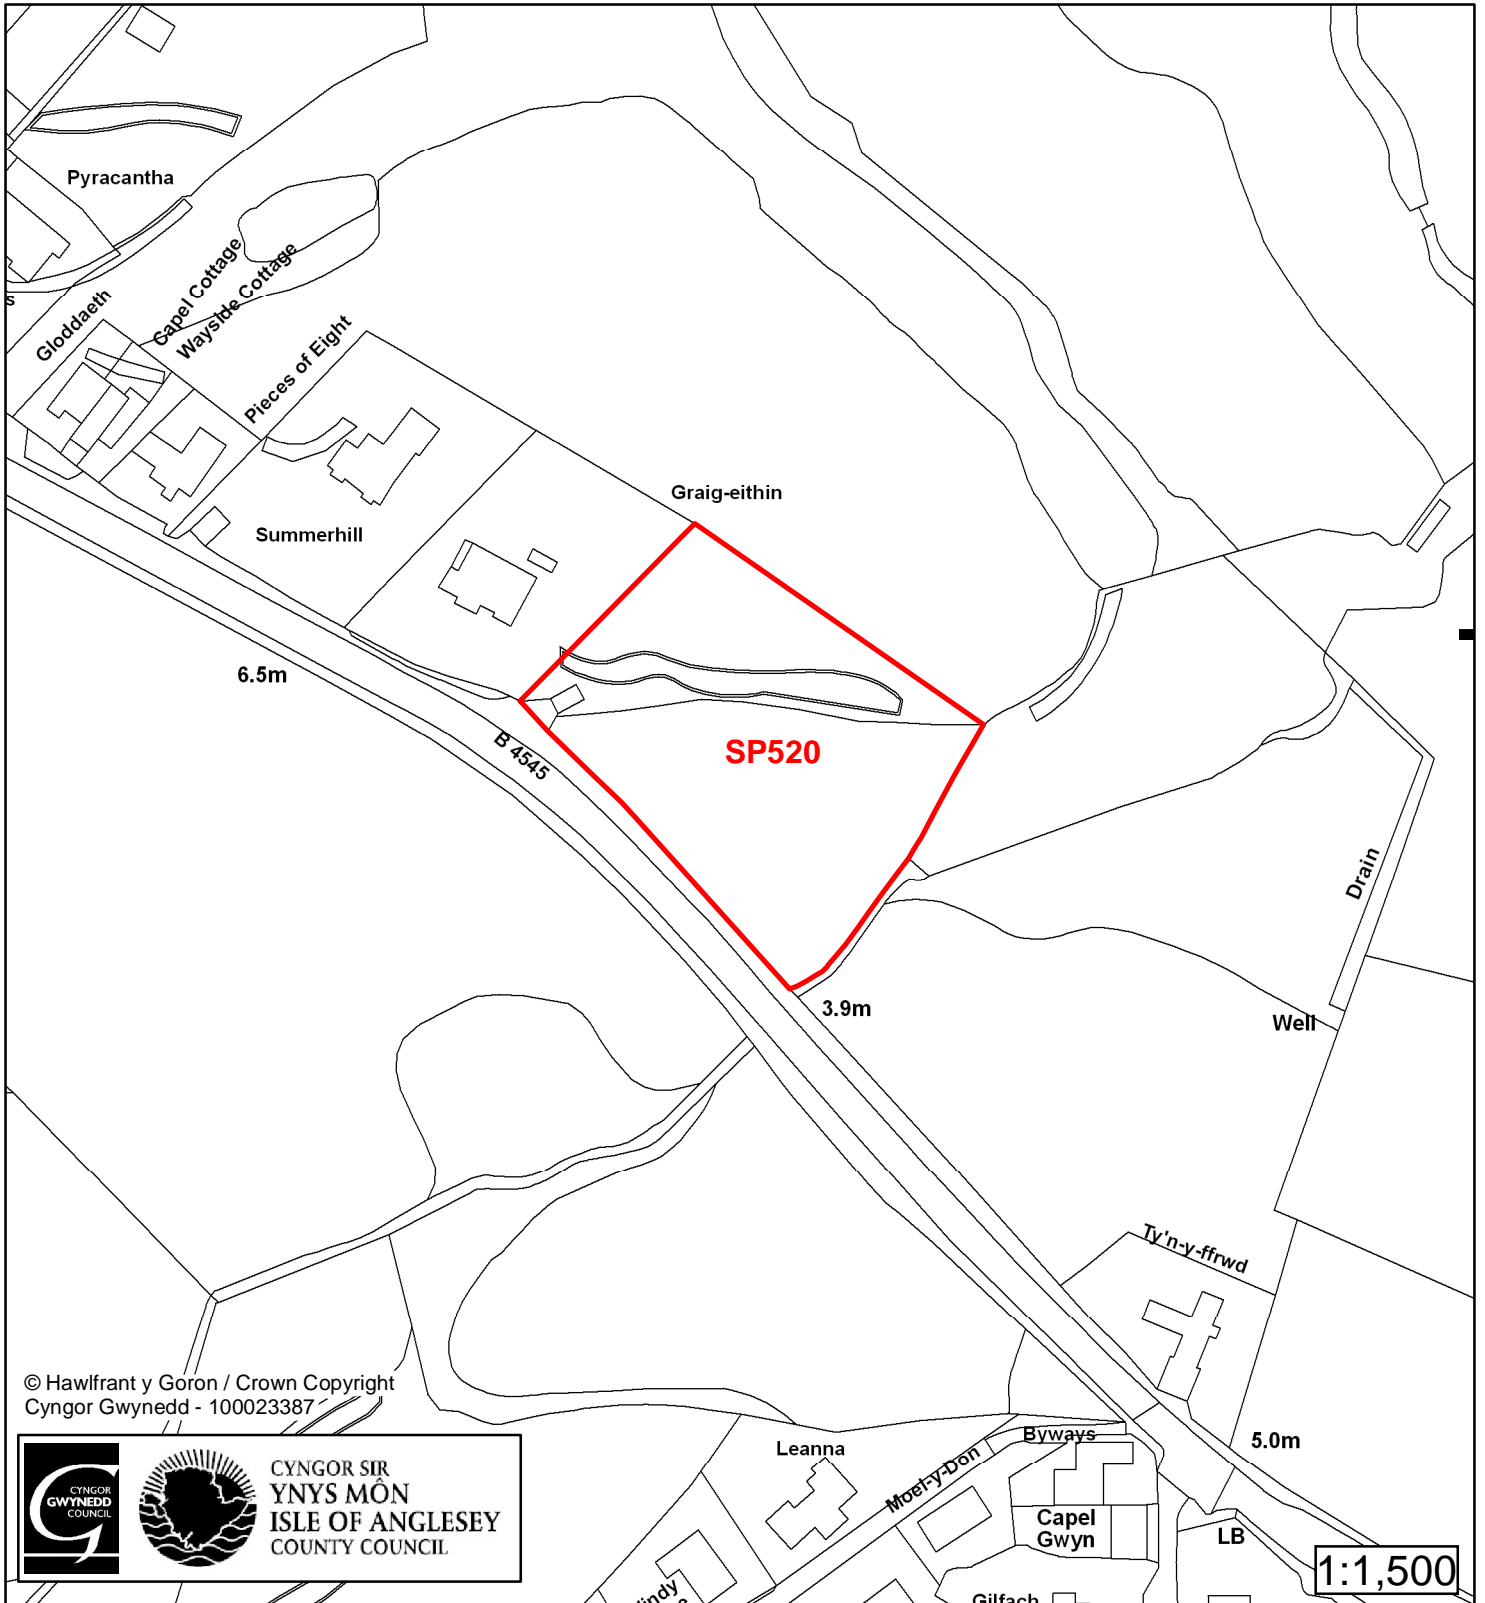 Pyracantha
s
Gloddaeth
Capel Cottage
Wayside Cottage
Pieces of Eight
Graig-eithin
Summerhill
6.5m
B 4545
SP520
Drain
3.9m
Well
Ty'n-y-ffrwd
© Hawlfrant y Goron / Crown Copyright
Cyngor Gwynedd - 100023387
5.0m
Byways
Leanna
Moel-y-Don
CYNGOR
GWYNEDD
COUNCIL
CYNGOR SIR
YNYS MÔN
ISLE OF ANGLESEY
COUNTY COUNCIL
Capel
Gwyn
LB
1:1,500
Gilfach